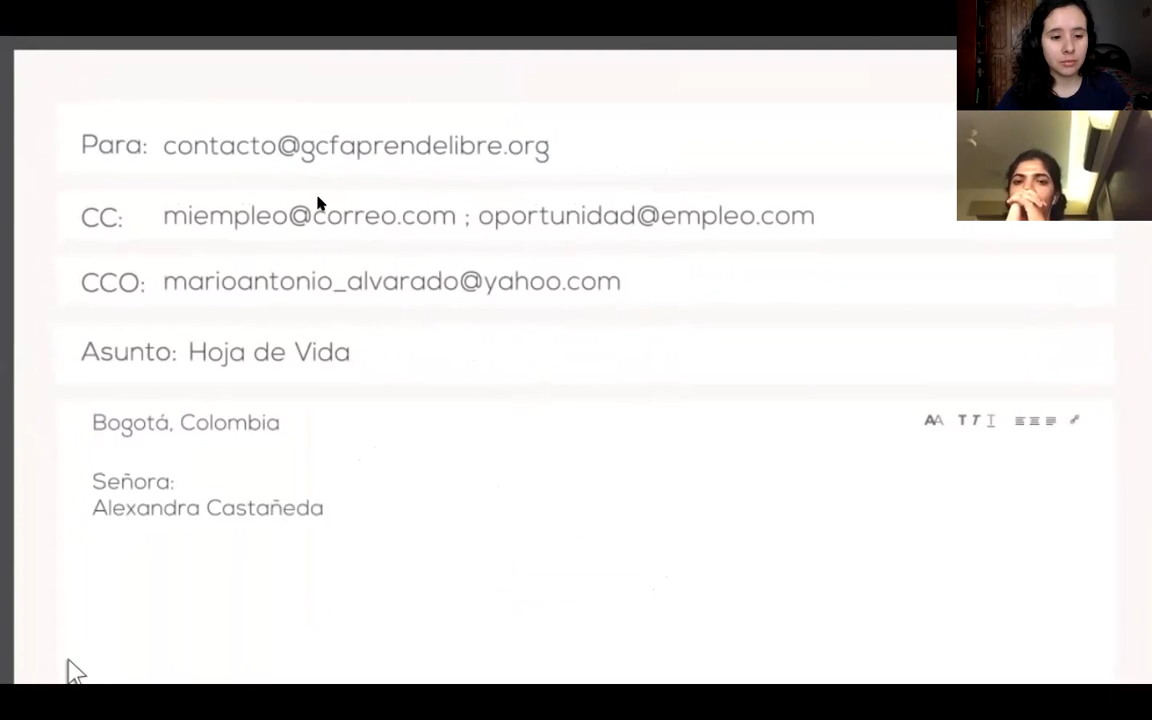 Para: contacto@gcfaprendelibre.org
CC: miempleo@correo.com ; oportunidad@empleo.com
CCO: marioantonio_alvarado@yahoo.com
Asunto: Hoja de Vida
Bogotá, Colombia
AA T T T
Señora:
Alexandra Castañeda